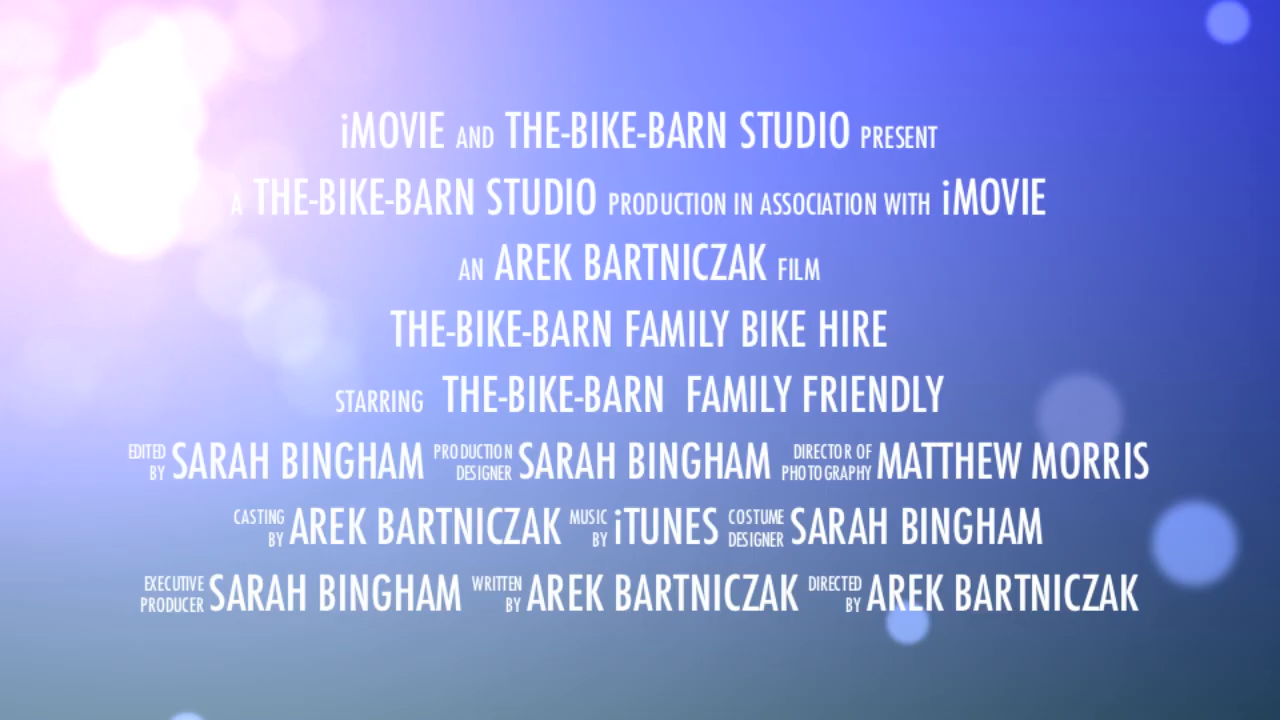 iMOVIE AND THE-BIKE-BARN STUDIO PRESENT
A THE-BIKE-BARN STUDIO PRODUCTION IN ASSOCIATION WITH iMOVIE
AN AREK BARTNICZAK FILM
THE-BIKE-BARN FAMILY BIKE HIRE
STARRING THE-BIKE-BARN FAMILY FRIENDLY
EDITED BY SARAH BINGHAM PRODUCTION DESIGNER SARAH BINGHAM DIRECTOR OF PHOTOGRAPHY MATTHEW MORRIS
CASTING BY AREK BARTNICZAK MUSIC BY iTUNES COSTUME DESIGNER SARAH BINGHAM
EXECUTIVE PRODUCER SARAH BINGHAM WRITTEN BY AREK BARTNICZAK DIRECTED BY AREK BARTNICZAK